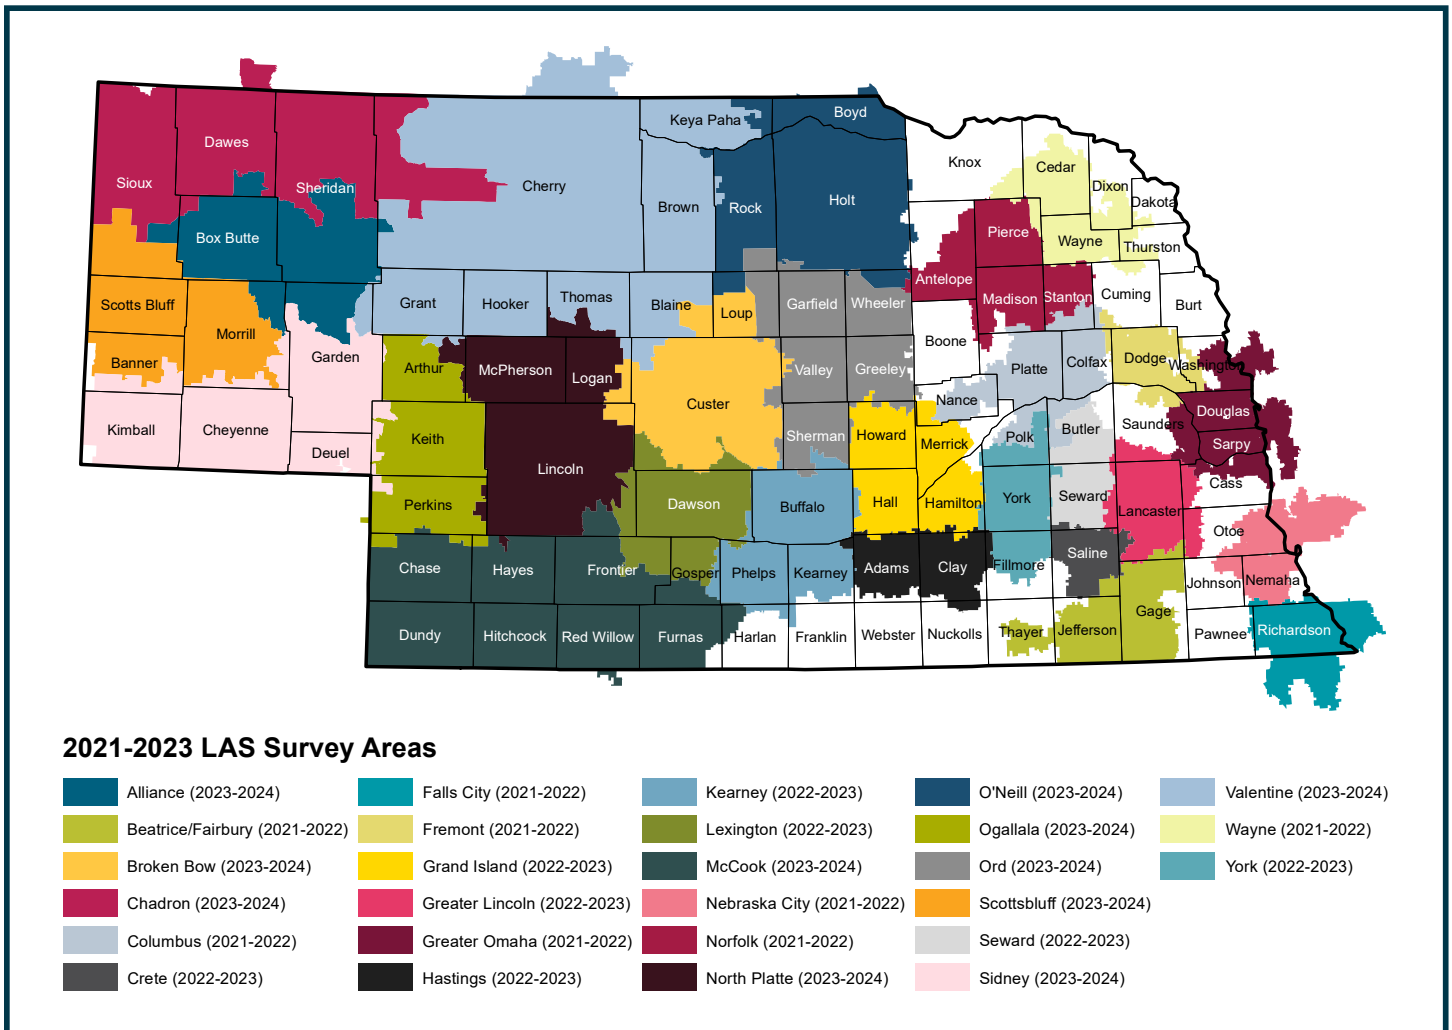 Boyd
Keya Paha
Knox
Cedar
Dawes
Dixon
Sioux
Sheridan
Cherry
Dakota
Brown
Rock
Holt
Pierce
Box Butte
Wayne
Thurston
Antelope
Scotts Bluff
Grant
Hooker
Thomas
Blaine
Loup
Garfield
Wheeler
Madison
Stanton
Cuming
Burt
Morrill
Boone
Banner
Garden
Arthur
McPherson
Logan
Valley
Greeley
Platte
Colfax
Dodge
Washington
Custer
Nance
Douglas
Kimball
Cheyenne
Keith
Sherman
Howard
Merrick
Polk
Butler
Saunders
Sarpy
Deuel
Lincoln
Cass
Perkins
Dawson
Buffalo
Hall
Hamilton
York
Seward
Lancaster
Otoe
Chase
Hayes
Frontier
Gosper
Phelps
Kearney
Adams
Clay
Fillmore
Saline
Johnson
Nemaha
Dundy
Hitchcock
Red Willow
Furnas
Harlan
Franklin
Webster
Nuckolls
Thayer
Jefferson
Gage
Pawnee
Richardson
2021-2023 LAS Survey Areas
Alliance (2023-2024)
Beatrice/Fairbury (2021-2022)
Broken Bow (2023-2024)
Chadron (2023-2024)
Columbus (2021-2022)
Crete (2022-2023)
Falls City (2021-2022)
Fremont (2021-2022)
Grand Island (2022-2023)
Greater Lincoln (2022-2023)
Greater Omaha (2021-2022)
Hastings (2022-2023)
Kearney (2022-2023)
Lexington (2022-2023)
McCook (2023-2024)
Nebraska City (2021-2022)
Norfolk (2021-2022)
North Platte (2023-2024)
O'Neill (2023-2024)
Ogallala (2023-2024)
Ord (2023-2024)
Scottsbluff (2023-2024)
Seward (2022-2023)
Sidney (2023-2024)
Valentine (2023-2024)
Wayne (2021-2022)
York (2022-2023)